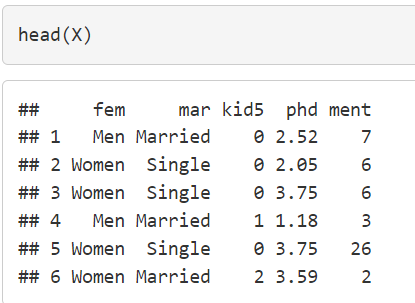 head(X)
##     fem     mar kid5  phd ment
## 1   Men Married    0 2.52    7
## 2 Women  Single    0 2.05    6
## 3 Women  Single    0 3.75    6
## 4   Men Married    1 1.18    3
## 5 Women  Single    0 3.75   26
## 6 Women Married    2 3.59    2